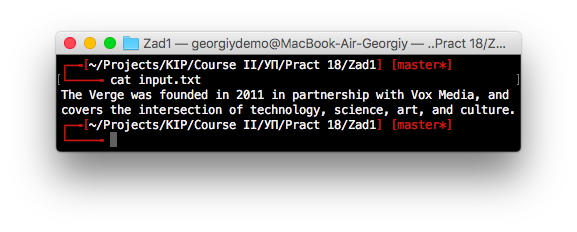 Zad1 — georgiydemo@MacBook-Air-Georgiy — ..Pract 18/Z...
[~/Projects/KIP/Course II/УП/Pract 18/Zad1] [master*]
cat input.txt
The Verge was founded in 2011 in partnership with Vox Media, and
covers the intersection of technology, science, art, and culture.
[~/Projects/KIP/Course II/УП/Pract 18/Zad1] [master*]